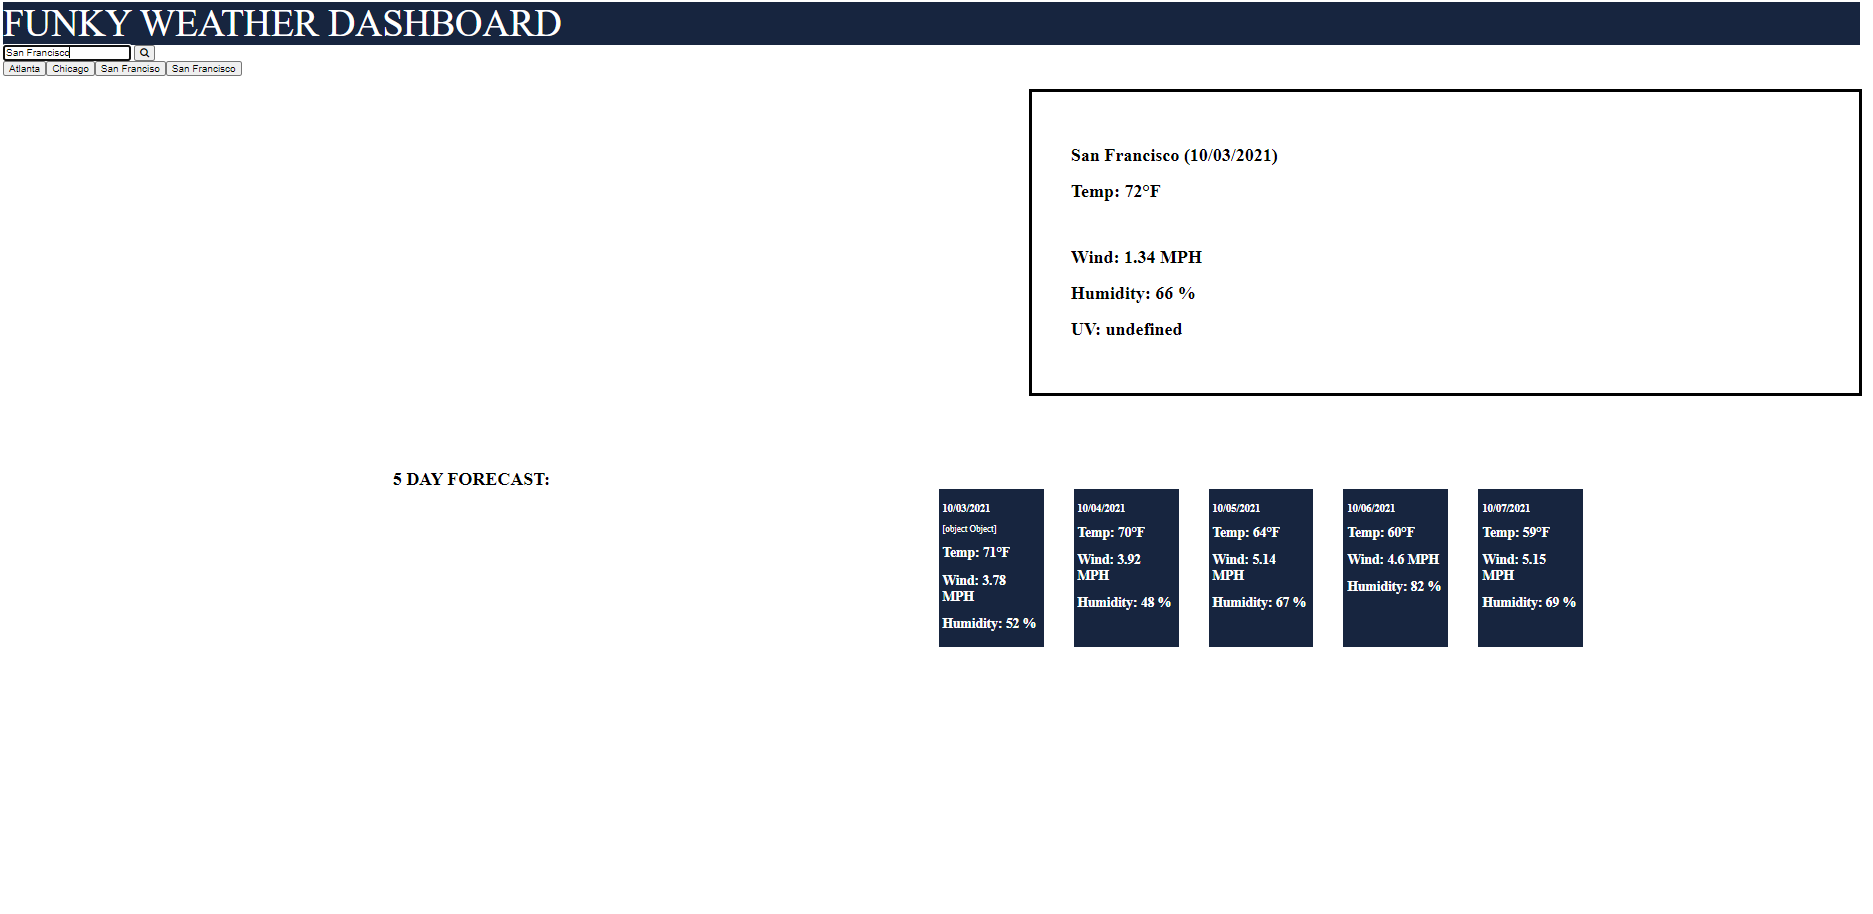 FUNKY WEATHER DASHBOARD
San Francisco
Atlanta Chicago San Franciso San Francisco
San Francisco (10/03/2021)
Temp: 72°F
Wind: 1.34 MPH
Humidity: 66 %
UV: undefined
5 DAY FORECAST:
10/03/2021
[object Object]
Temp: 71°F
Wind: 3.78
MPH
Humidity: 52 %
10/04/2021
Temp: 70°F
Wind: 3.92
MPH
Humidity: 48 %
10/05/2021
Temp: 64°F
Wind: 5.14
MPH
Humidity: 67 %
10/06/2021
Temp: 60°F
Wind: 4.6 MPH
Humidity: 82 %
10/07/2021
Temp: 59°F
Wind: 5.15
MPH
Humidity: 69 %